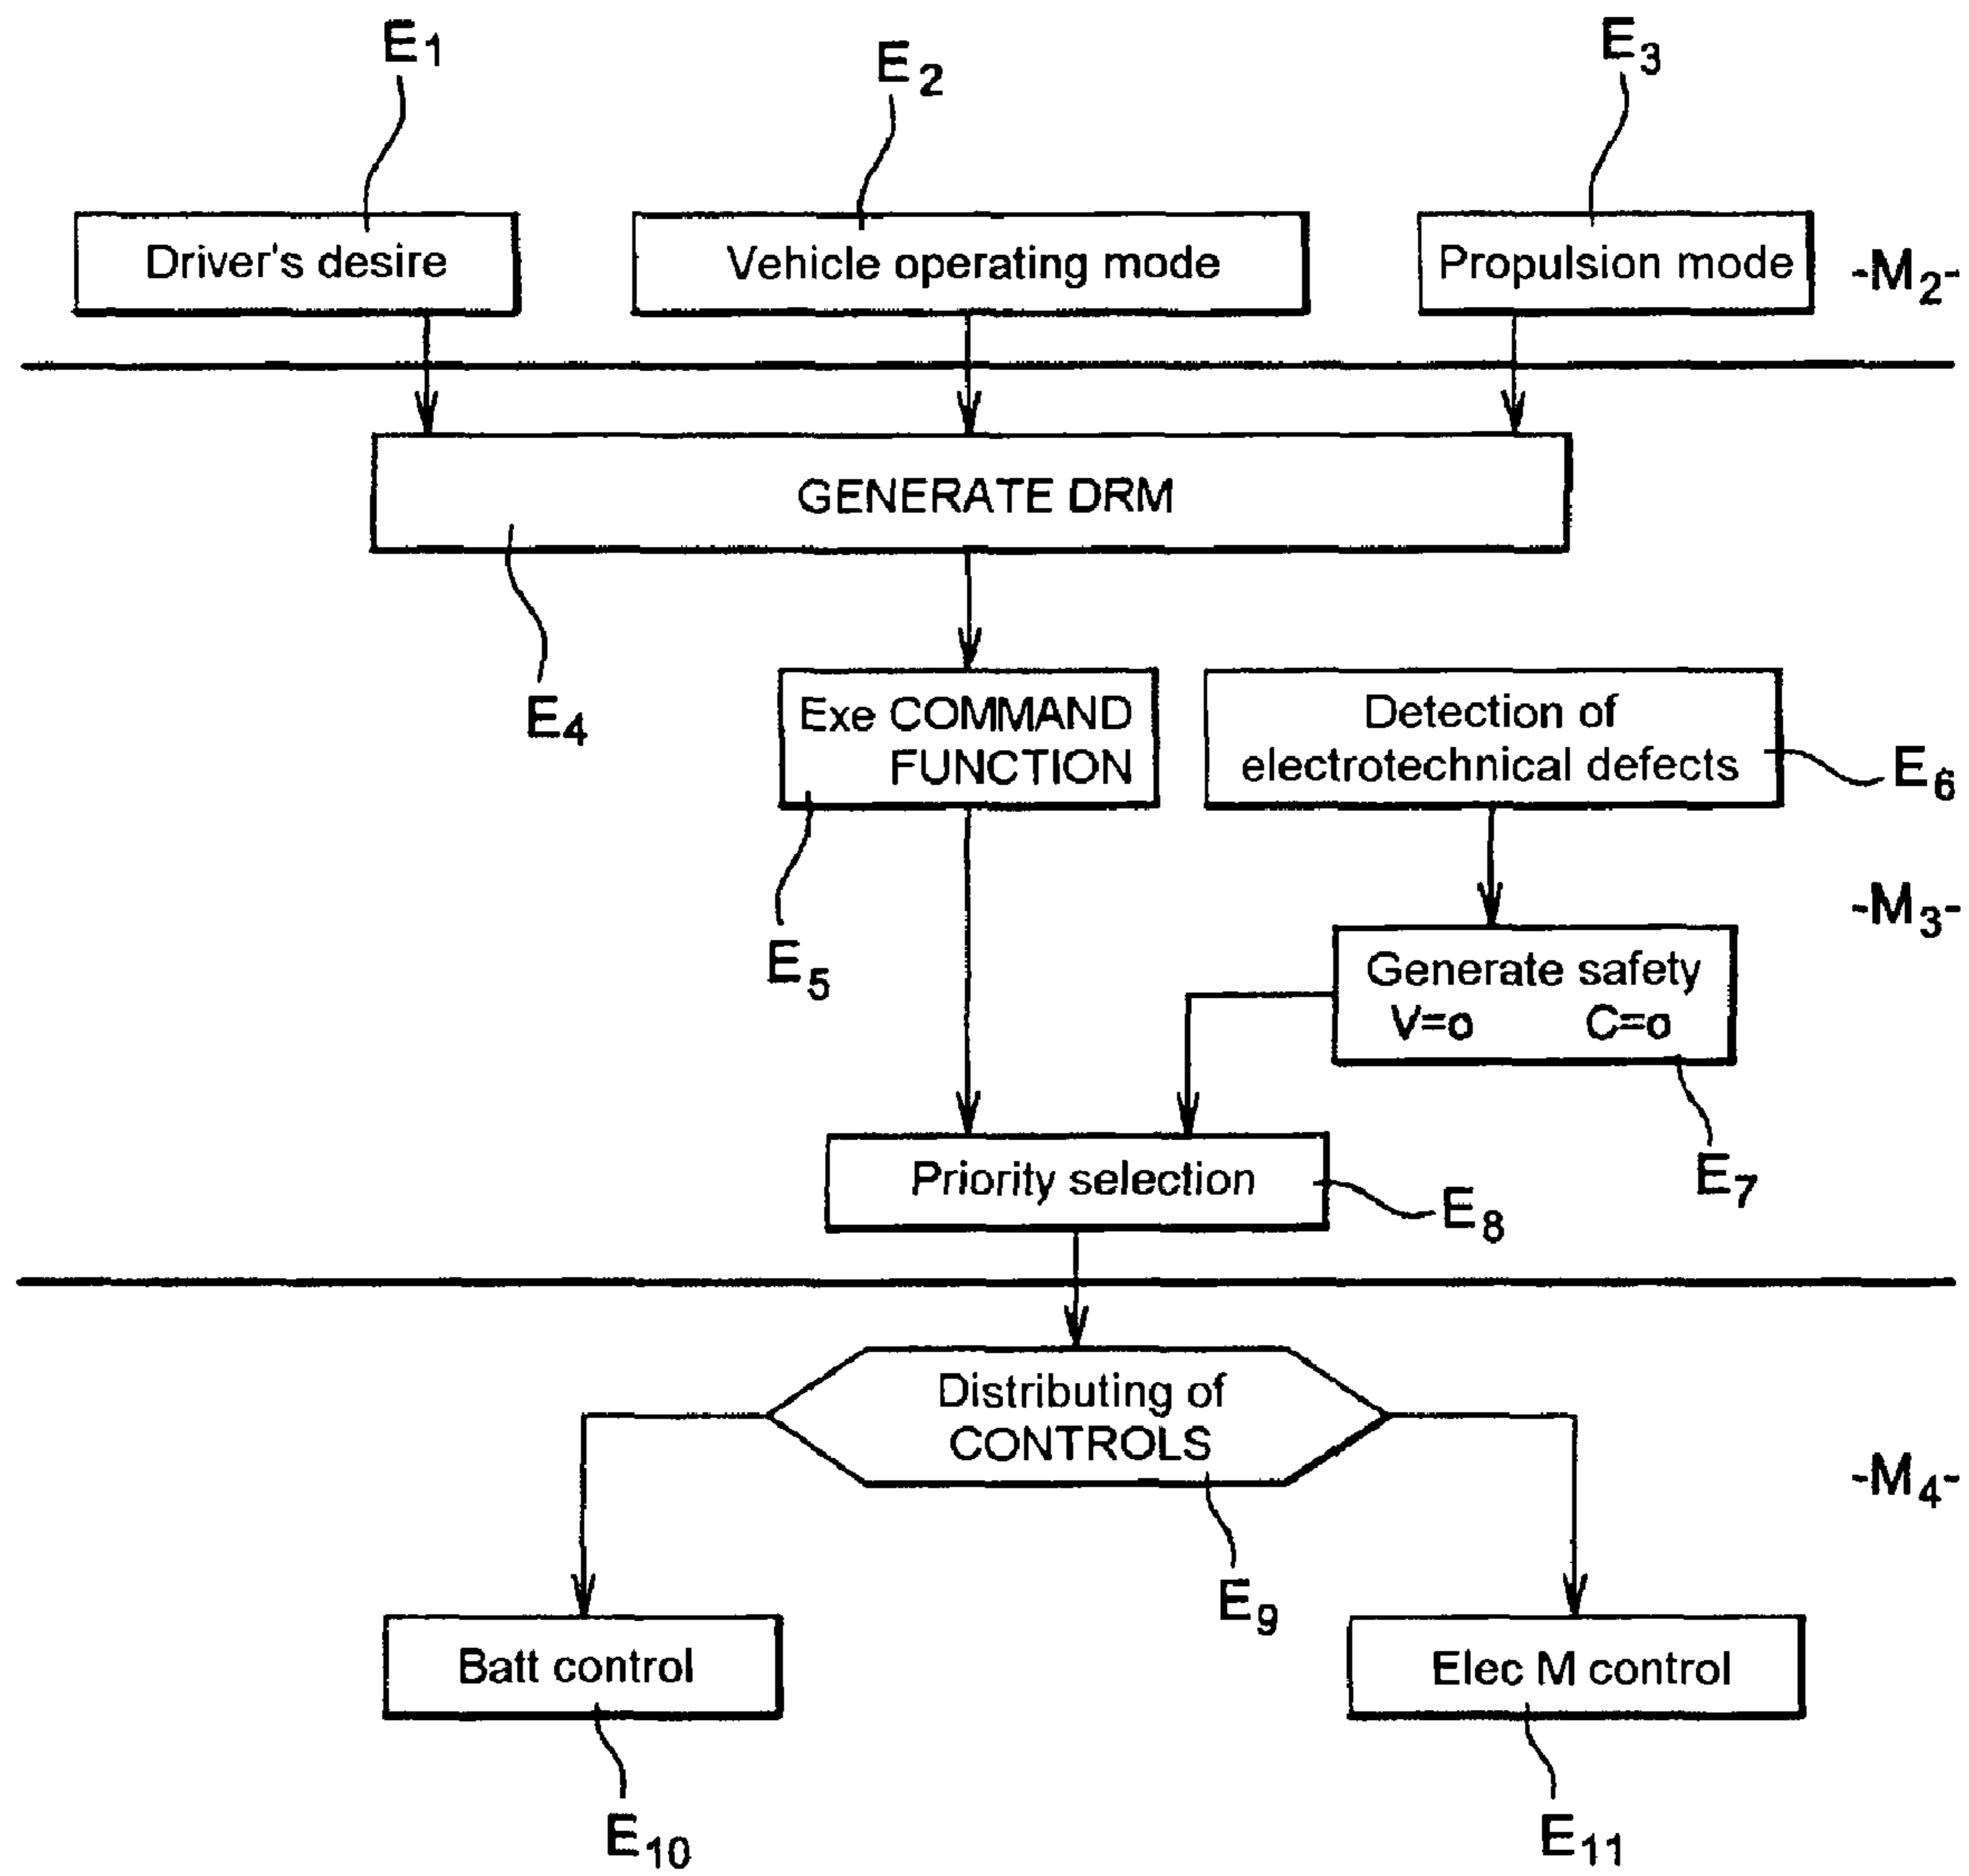 E1
E2
E3
Driver's desire
Vehicle operating mode
Propulsion mode
-M2-
GENERATE DRM
E4
Exe COMMAND
FUNCTION
E5
Detection of
electrotechnical defects
E6
-M3-
Generate safety
V=o C=o
E7
Priority selection
E8
Distributing of
CONTROLS
E9
-M4-
Batt control
Elec M control
E10
E11